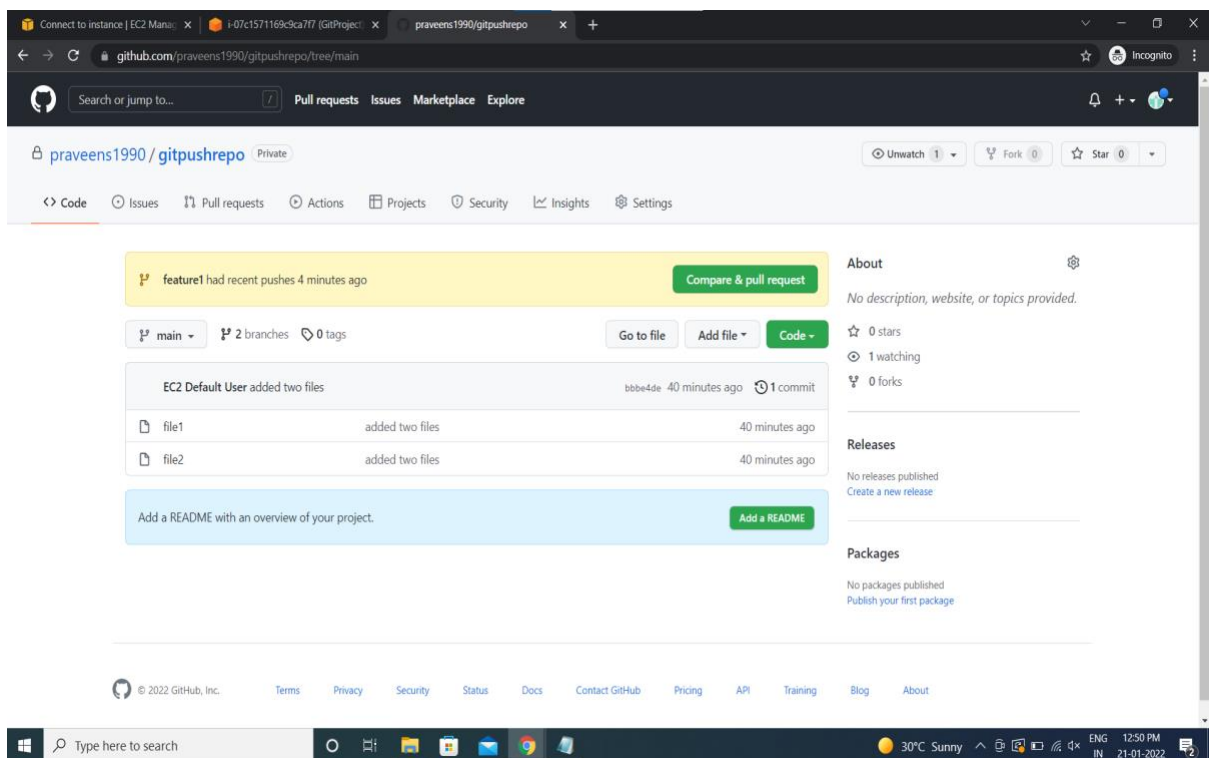 Connect to instance | EC2 Manag
i-07c1571169c9ca7f7 (GitProject)
praveens1990/gitpushrepo
github.com/praveens1990/gitpushrepo/tree/main
Incognito
Search or jump to... /
Pull requests Issues Marketplace Explore
praveens1990 / gitpushrepo Private
Unwatch 1 Fork 0 Star 0
<> Code Issues Pull requests Actions Projects Security Insights Settings
feature1 had recent pushes 4 minutes ago Compare & pull request
main 2 branches 0 tags Go to file Add file Code
EC2 Default User added two files bbbe4de 40 minutes ago 1 commit
file1 added two files 40 minutes ago
file2 added two files 40 minutes ago
Add a README with an overview of your project. Add a README
About
No description, website, or topics provided.
0 stars
1 watching
0 forks
Releases
No releases published
Create a new release
Packages
No packages published
Publish your first package
© 2022 GitHub, Inc. Terms Privacy Security Status Docs Contact GitHub Pricing API Training Blog About
Type here to search
30°C Sunny
ENG 12:50 PM
IN 21-01-2022
2